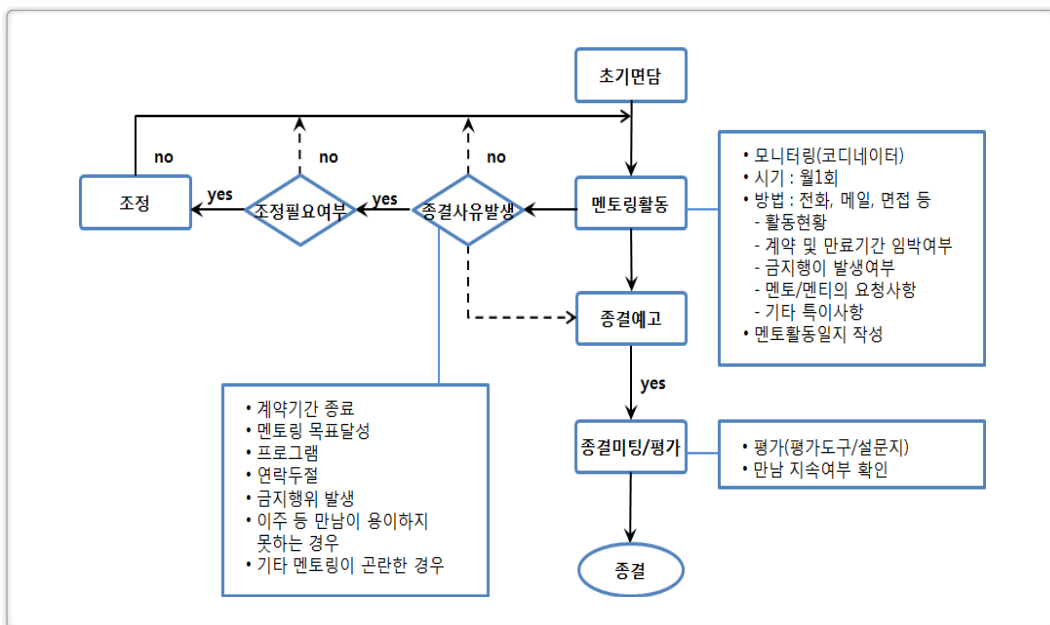 초기면담
no
no
no
조정
yes
조정필요여부
yes
종결사유발생
멘토링활동
• 모니터링(코디네이터)
• 시기 : 월1회
• 방법 : 전화, 메일, 면접 등
- 활동현황
- 계약 및 만료기간 임박여부
- 금지행이 발생여부
- 멘토/멘티의 요청사항
- 기타 특이사항
• 멘토활동일지 작성
종결예고
yes
• 계약기간 종료
• 멘토링 목표달성
• 프로그램
• 연락두절
• 금지행위 발생
• 이주 등 만남이 용이하지
못하는 경우
• 기타 멘토링이 곤란한 경우
종결미팅/평가
• 평가(평가도구/설문지)
• 만남 지속여부 확인
종결